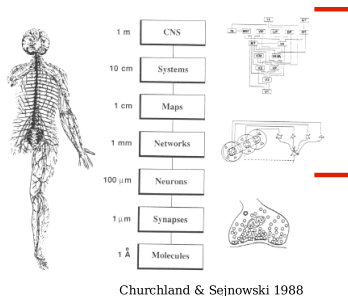 1 m CNS
10 cm Systems
1 cm Maps
1 mm Networks
100 μm Neurons
1 μm Synapses
1 Å Molecules
Churchland & Sejnowski 1988